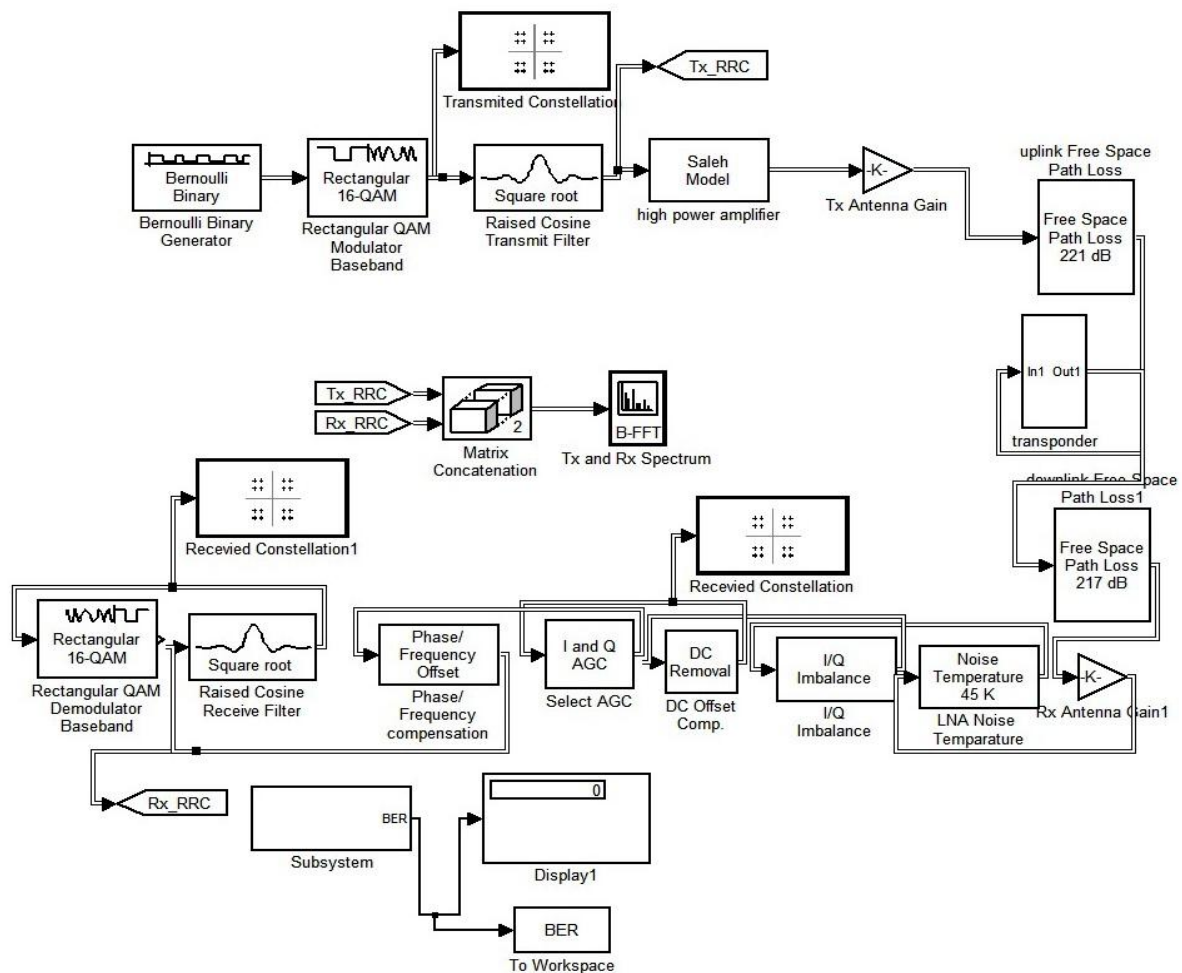 Transmited Constellation
Tx_RRC
Bernoulli
Binary
Bernoulli Binary
Generator
Rectangular
16-QAM
Rectangular QAM
Modulator
Baseband
Square root
Raised Cosine
Transmit Filter
Saleh
Model
high power amplifier
-K-
Tx Antenna Gain
uplink Free Space
Path Loss
Free Space
Path Loss
221 dB
In1 Out1
transponder
Tx_RRC
Rx_RRC
2
Matrix
Concatenation
B-FFT
Tx and Rx Spectrum
downlink Free Space
Path Loss1
Free Space
Path Loss
217 dB
Recevied Constellation1
Recevied Constellation
Rectangular
16-QAM
Rectangular QAM
Demodulator
Baseband
Square root
Raised Cosine
Receive Filter
Phase/
Frequency
Offset
Phase/
Frequency
compensation
I and Q
AGC
Select AGC
DC
Removal
DC Offset
Comp.
I/Q
Imbalance
I/Q
Imbalance
Noise
Temperature
45 K
LNA Noise
Temparature
-K-
Rx Antenna Gain1
Rx_RRC
BER
Subsystem
0
Display1
BER
To Workspace